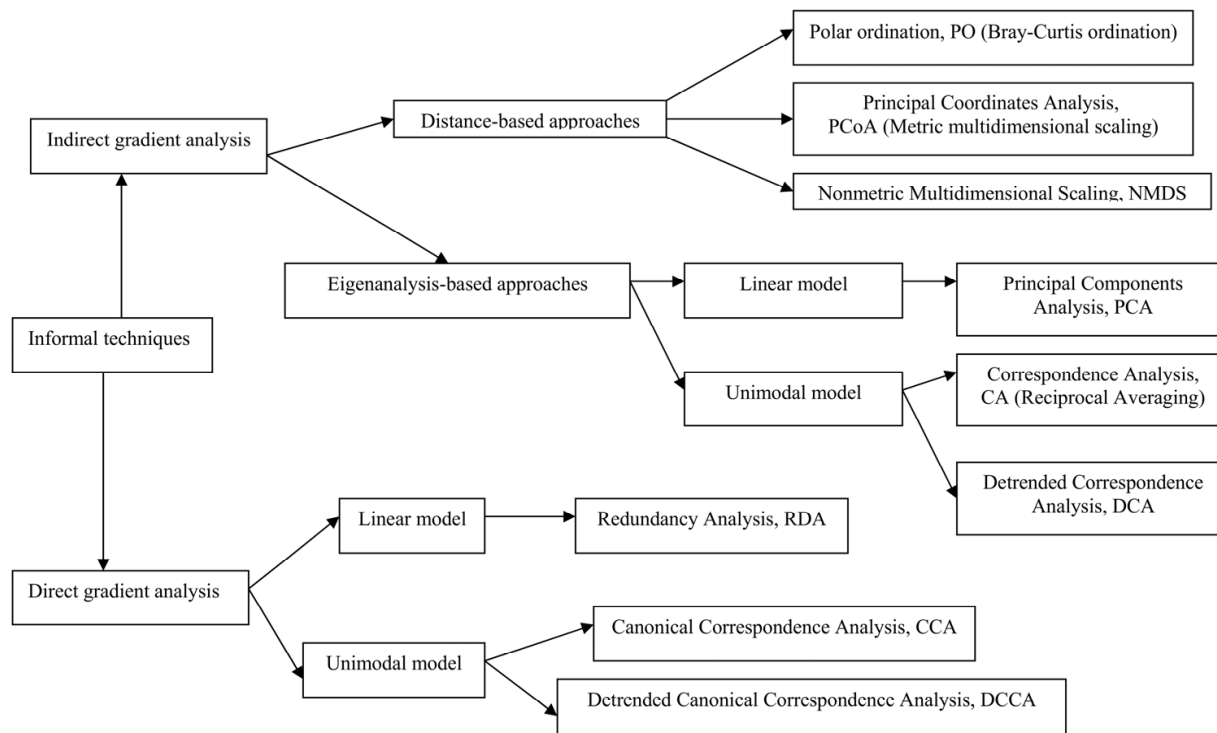 Polar ordination, PO (Bray-Curtis ordination)
Principal Coordinates Analysis,
PCoA (Metric multidimensional scaling)
Distance-based approaches
Indirect gradient analysis
Nonmetric Multidimensional Scaling, NMDS
Eigenanalysis-based approaches
Linear model
Principal Components
Analysis, PCA
Informal techniques
Unimodal model
Correspondence Analysis,
CA (Reciprocal Averaging)
Detrended Correspondence
Analysis, DCA
Linear model
Redundancy Analysis, RDA
Direct gradient analysis
Unimodal model
Canonical Correspondence Analysis, CCA
Detrended Canonical Correspondence Analysis, DCCA